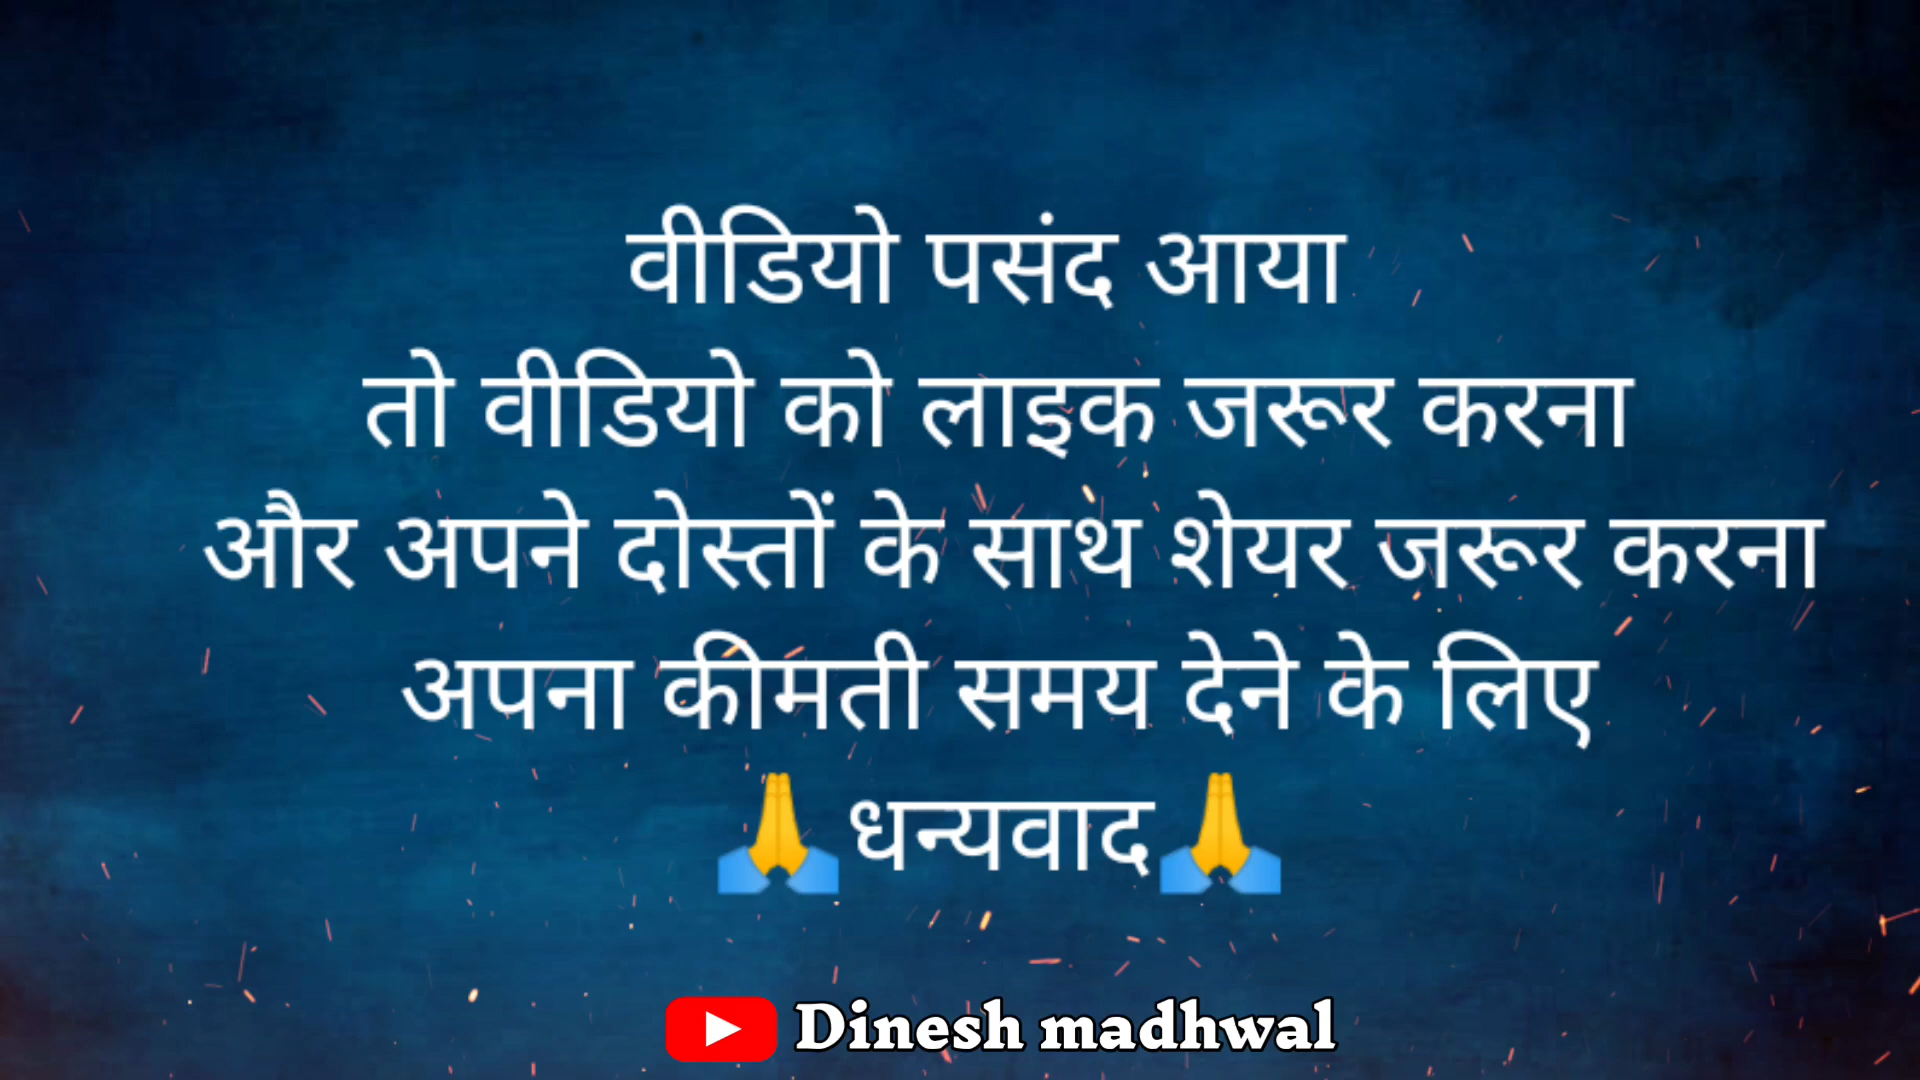 वीडियो पसंद आया
तो वीडियो को लाइक जरूर करना
और अपने दोस्तों के साथ शेयर जरूर करना
अपना कीमती समय देने के लिए
🙏धन्यवाद🙏
Dinesh madhwal